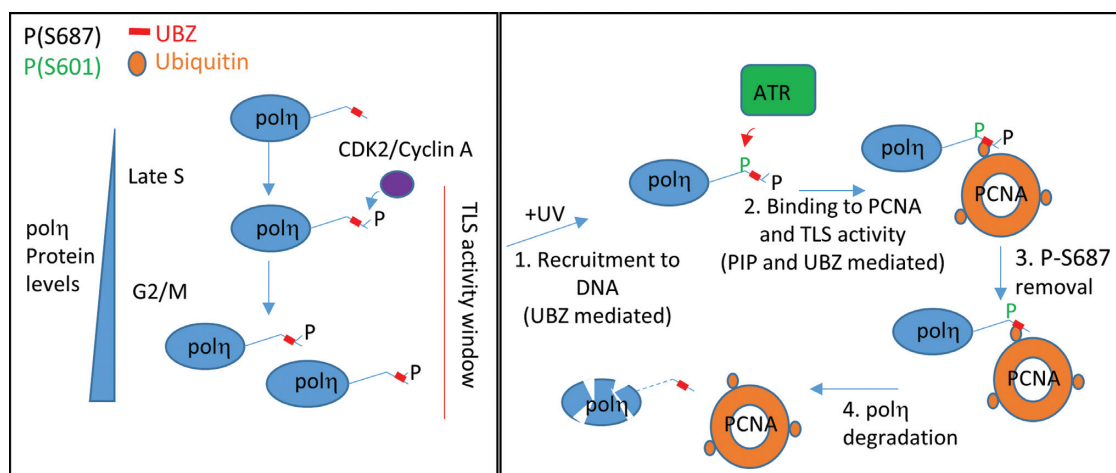 P(S687)
P(S601)
UBZ
Ubiquitin
polη
Protein
levels
Late S
G2/M
polη
CDK2/Cyclin A
polη
P
polη
P
polη
P
TLS activity window
+UV
1. Recruitment to
DNA
(UBZ mediated)
ATR
polη
P
P
2. Binding to PCNA
and TLS activity
(PIP and UBZ mediated)
polη
P
P
PCNA
3. P-S687
removal
polη
P
PCNA
4. polη
degradation
polη
PCNA